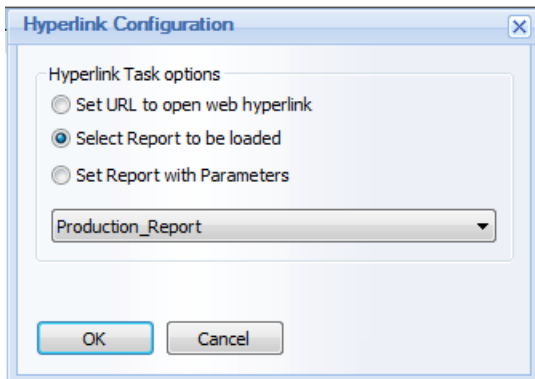 Hyperlink Configuration
Hyperlink Task options
Set URL to open web hyperlink
Select Report to be loaded
Set Report with Parameters
Production_Report
OK
Cancel